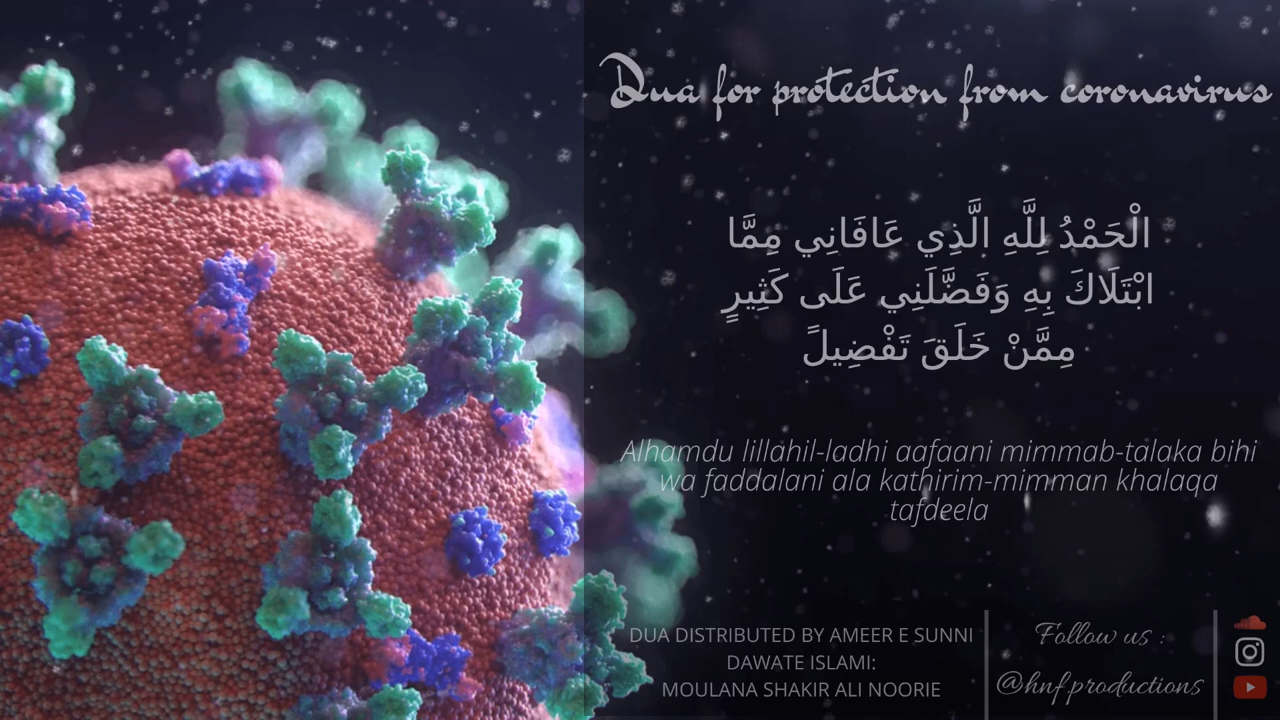 Dua for protection from coronavirus
الْحَمْدُ لِلَّهِ الَّذِي عَافَانِي مِمَّا
ابْتَلَاكَ بِهِ وَفَضَّلَنِي عَلَى كَثِيرٍ
مِمَّنْ خَلَقَ تَفْضِيلً
Alhamdu lillahil-ladhi aafaani mimmab-talaka bihi
wa faddalani ala kathirim-mimman khalaqa
tafdeela
DUA DISTRIBUTED BY AMEER E SUNNI
DAWATE ISLAMI:
MOULANA SHAKIR ALI NOORIE
Follow us :
@hnf.productions